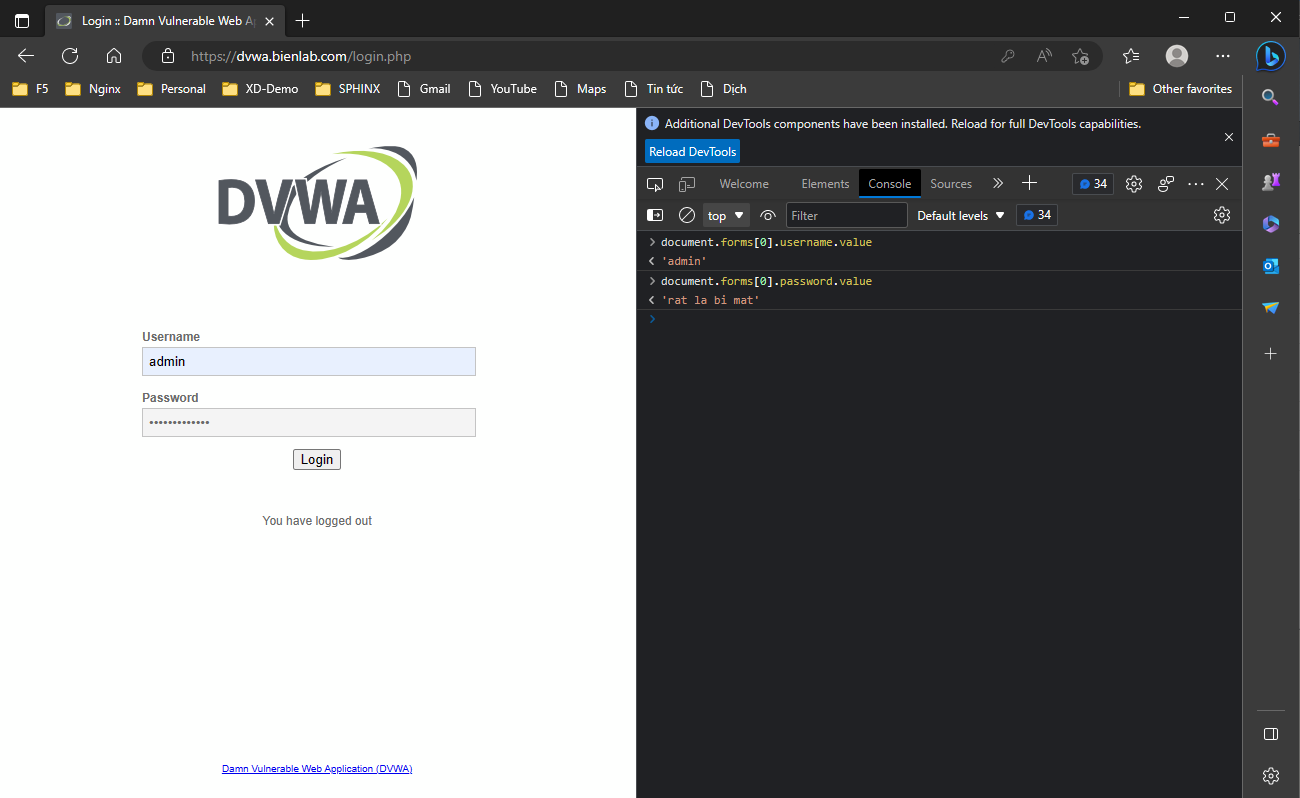 Login :: Damn Vulnerable Web Ap
https://dvwa.bienlab.com/login.php
F5 Nginx Personal XD-Demo SPHINX Gmail YouTube Maps Tin tức Dịch Other favorites
DVWA
Username
admin
Password
•••••••••••••
Login
You have logged out
Damn Vulnerable Web Application (DVWA)
Additional DevTools components have been installed. Reload for full DevTools capabilities.
Reload DevTools
Welcome Elements Console Sources 34
top Filter Default levels 34
document.forms[0].username.value
'admin'
document.forms[0].password.value
'rat la bi mat'